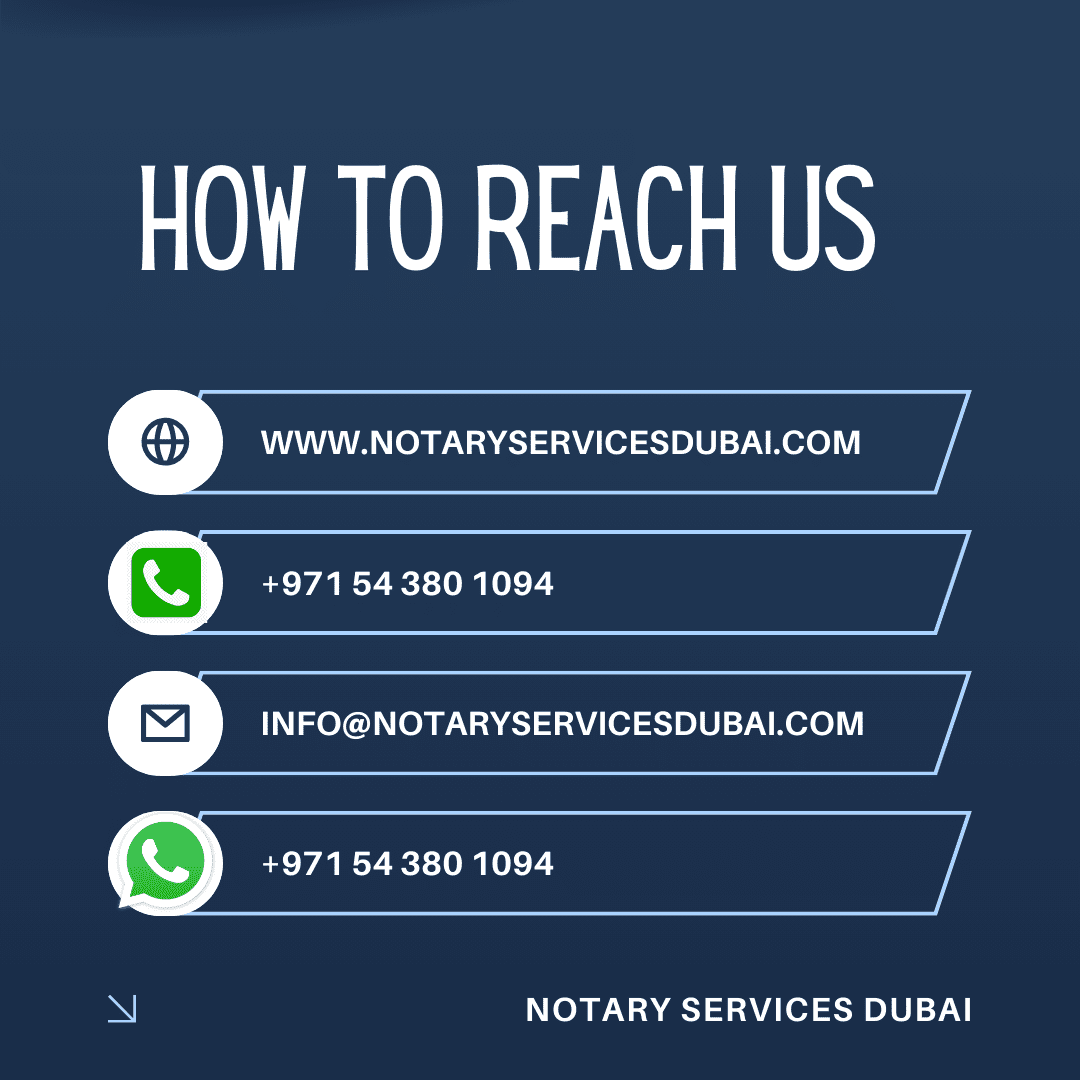 HOW TO REACH US
WWW.NOTARYSERVICESDUBAI.COM
+971 54 380 1094
INFO@NOTARYSERVICESDUBAI.COM
+971 54 380 1094
NOTARY SERVICES DUBAI